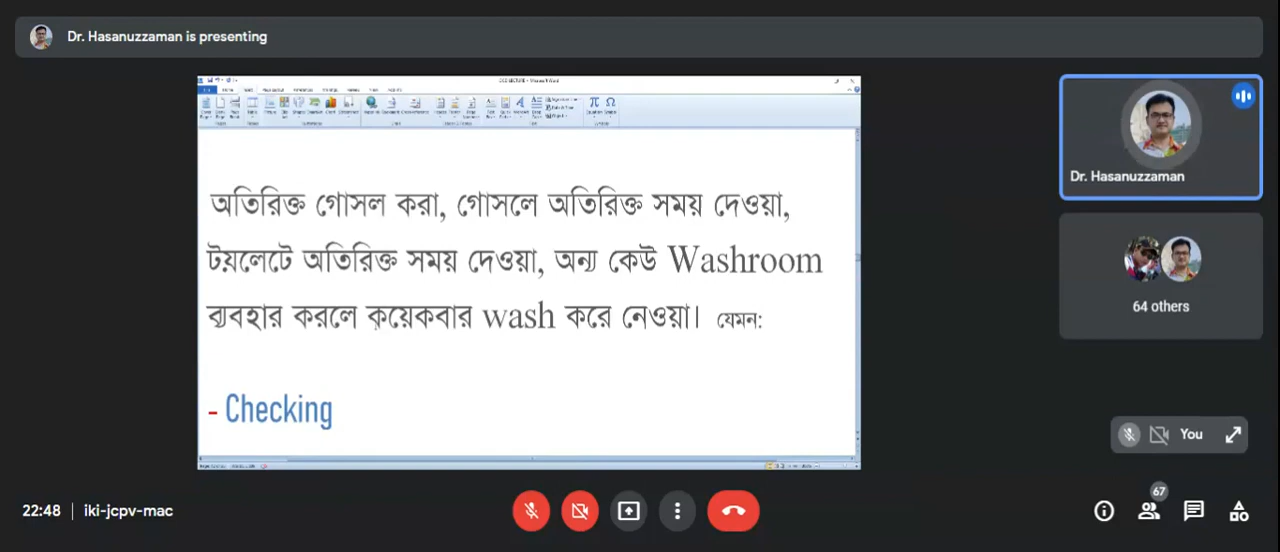 Dr. Hasanuzzaman is presenting
অতিরিক্ত গোসল করা, গোসলে অতিরিক্ত সময় দেওয়া,
টয়লেটে অতিরিক্ত সময় দেওয়া, অন্য কেউ Washroom
ব্যবহার করলে কয়েকবার wash করে নেওয়া। যেমন:
- Checking
Dr. Hasanuzzaman
64 others
You
22:48 | iki-jcpv-mac
67